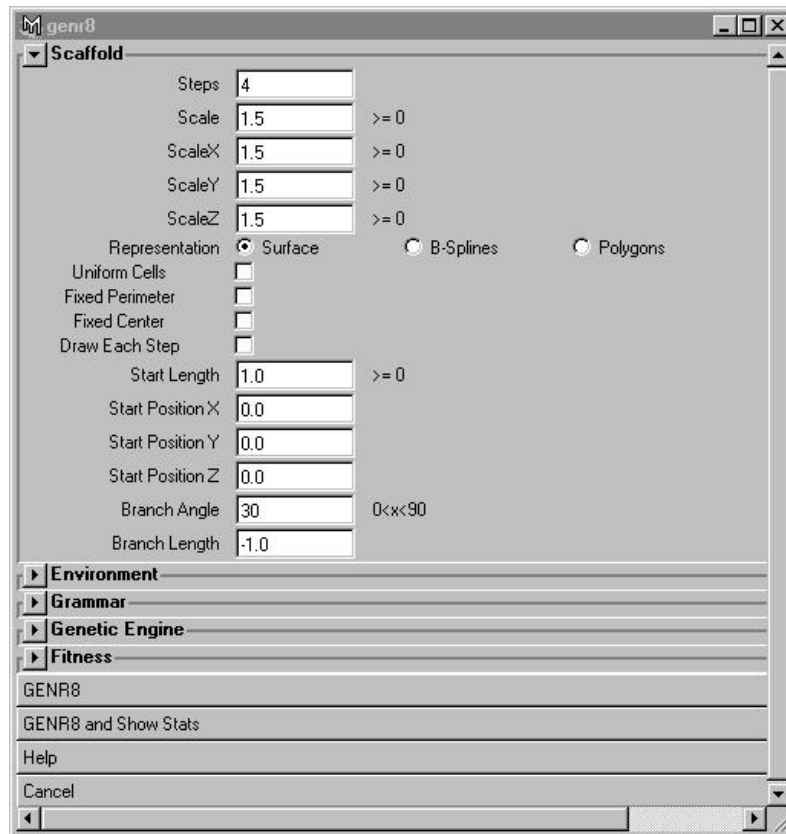 genr8
Scaffold
Steps 4
Scale 1.5 >= 0
ScaleX 1.5 >= 0
ScaleY 1.5 >= 0
ScaleZ 1.5 >= 0
Representation Surface B-Splines Polygons
Uniform Cells
Fixed Perimeter
Fixed Center
Draw Each Step
Start Length 1.0 >= 0
Start Position X 0.0
Start Position Y 0.0
Start Position Z 0.0
Branch Angle 30 0<x<90
Branch Length -1.0
Environment
Grammar
Genetic Engine
Fitness
GENR8
GENR8 and Show Stats
Help
Cancel